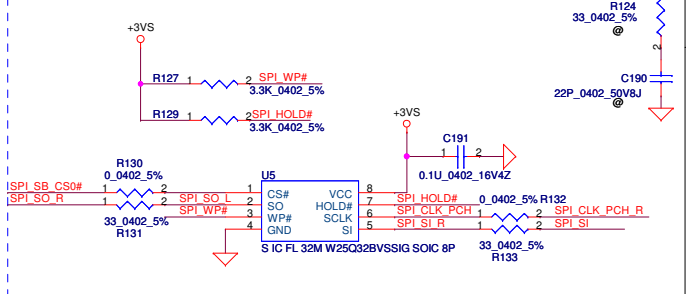 R124
33_0402_5%
@
2
+3VS
R127 1 2 SPI_WP#
3.3K_0402_5%
C190
22P_0402_50V8J
@
R129 1 2 SPI_HOLD#
3.3K_0402_5%
+3VS
C191
1 2
0.1U_0402_16V4Z
R130
0_0402_5%
U5
SPI_SB_CS0# 1 2 1 CS# VCC 8
SPI_SO_R 1 2 SPI_SO_L 2 SO HOLD# 7 SPI_HOLD# 0_0402_5% R132
SPI_WP# 3 WP# SCLK 6 SPI_CLK_PCH 1 2 SPI_CLK_PCH_R
33_0402_5% 4 GND SI 5 SPI_SI_R 1 2 SPI_SI
R131
33_0402_5%
S IC FL 32M W25Q32BVSSIG SOIC 8P
R133